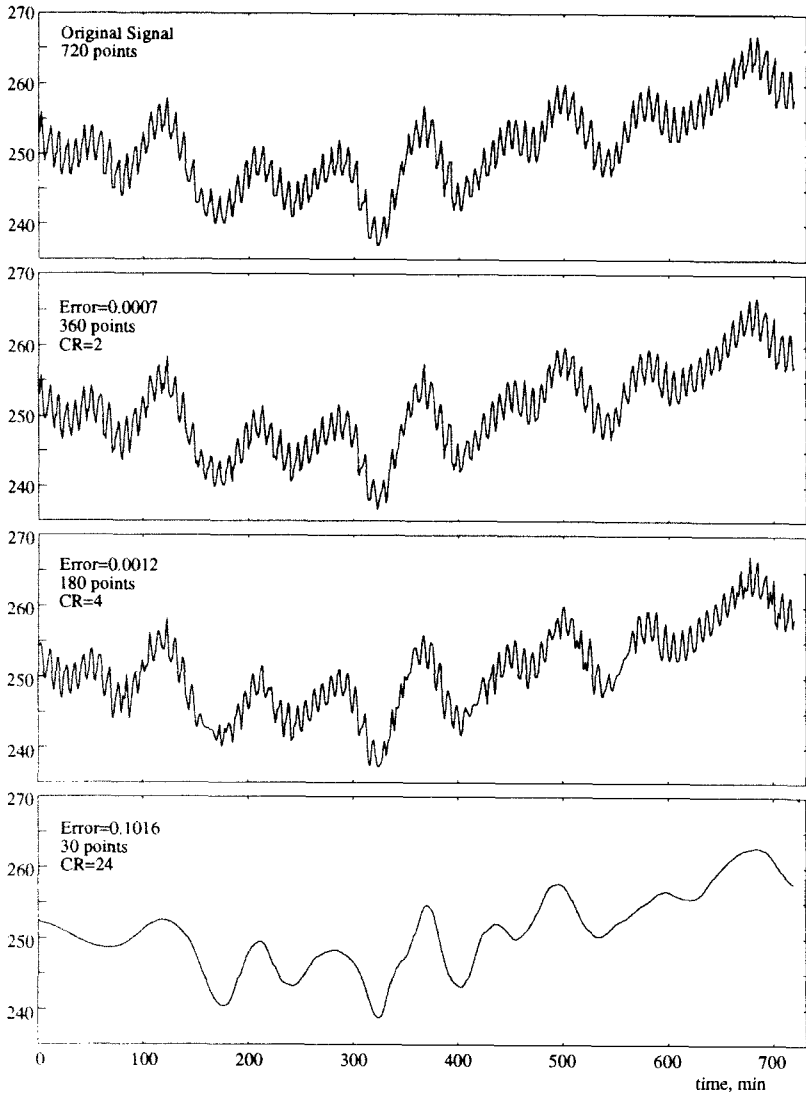 270
Original Signal
720 points
260
250
240
270
Error=0.0007
360 points
CR=2
260
250
240
270
Error=0.0012
180 points
CR=4
260
250
240
270
Error=0.1016
30 points
CR=24
260
250
240
0 100 200 300 400 500 600 700
time, min